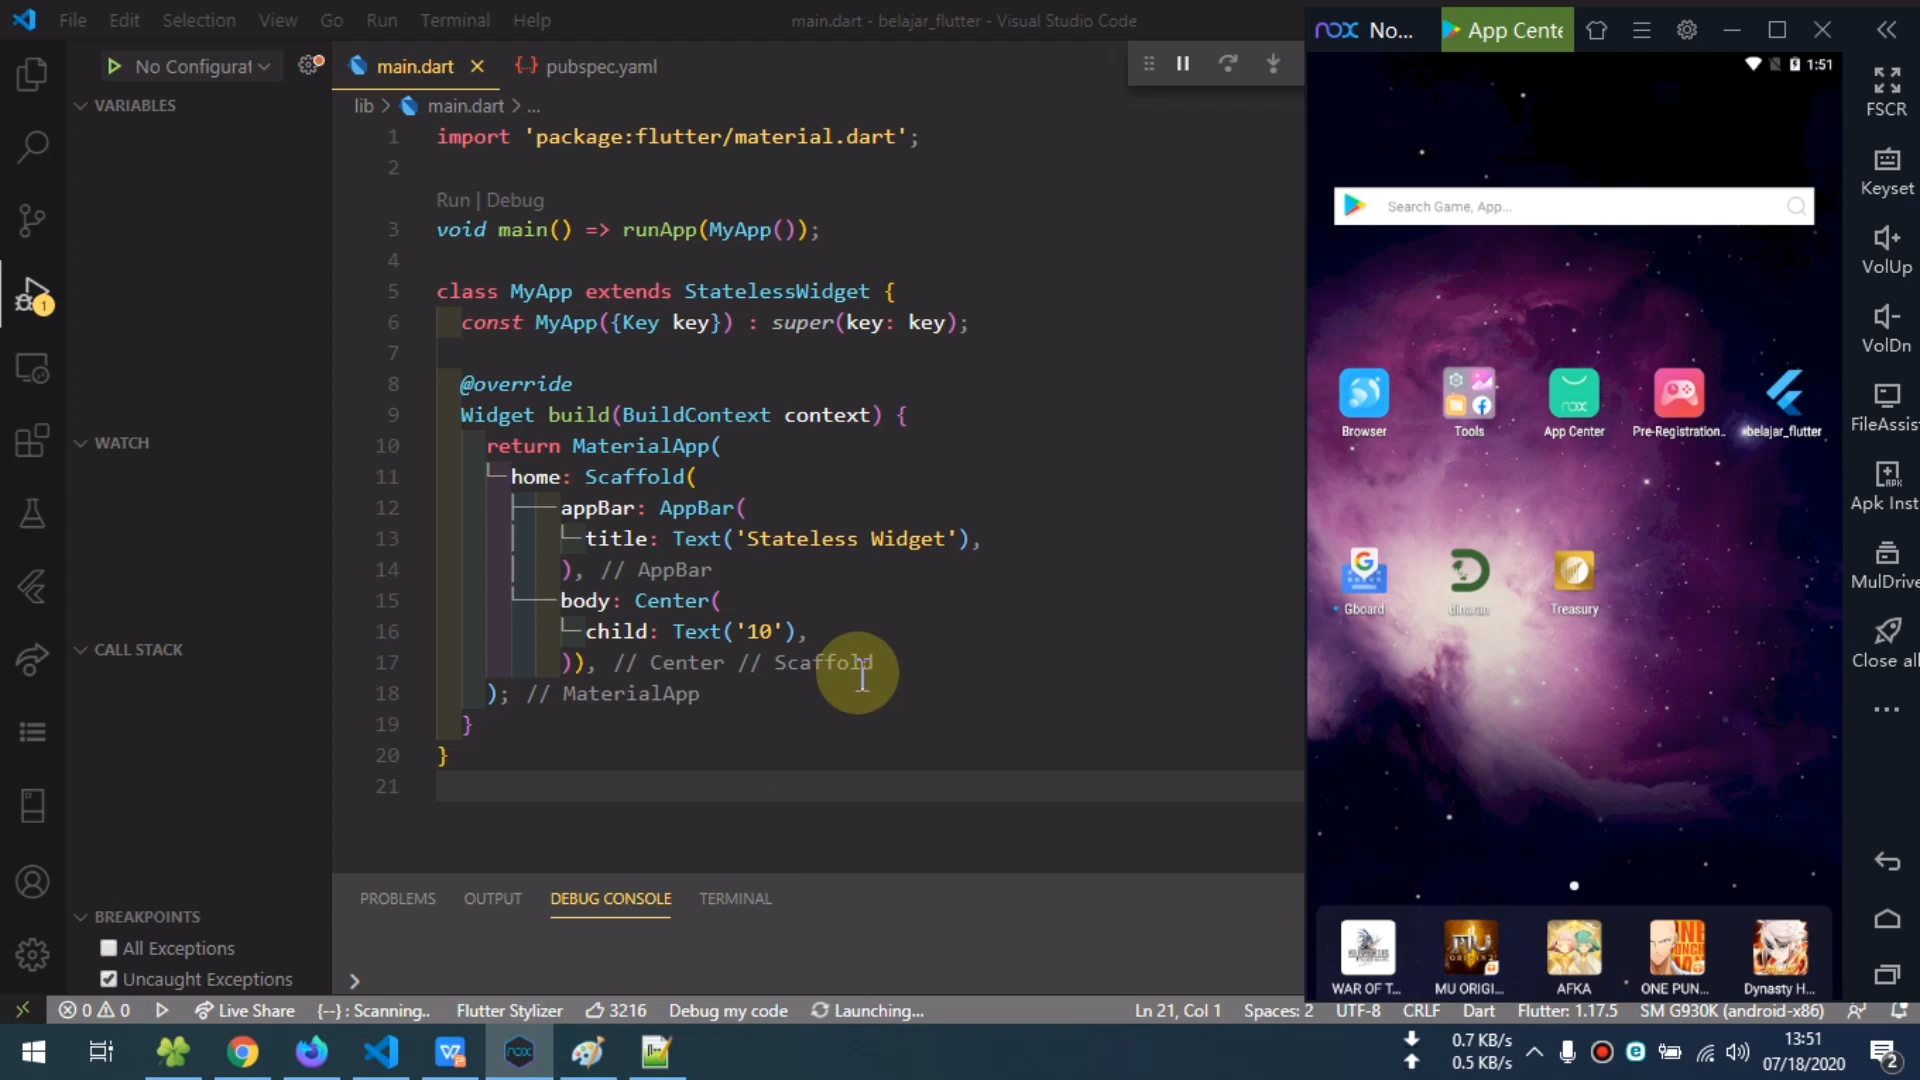 File Edit Selection View Go Run Terminal Help
main.dart - belajar_flutter - Visual Studio Code
No Configurat
main.dart
{..} pubspec.yaml
lib > main.dart > ...
VARIABLES
WATCH
CALL STACK
BREAKPOINTS
All Exceptions
Uncaught Exceptions
1
1 import 'package:flutter/material.dart';
2
Run | Debug
3 void main() => runApp(MyApp());
4
5 class MyApp extends StatelessWidget {
6 const MyApp({Key key}) : super(key: key);
7
8 @override
9 Widget build(BuildContext context) {
10 return MaterialApp(
11 home: Scaffold(
12 appBar: AppBar(
13 title: Text('Stateless Widget'),
14 ), // AppBar
15 body: Center(
16 child: Text('10'),
17 )), // Center // Scaffold
18 ); // MaterialApp
19 }
20 }
21
PROBLEMS OUTPUT DEBUG CONSOLE TERMINAL
nox No...
App Cente
1:51
Search Game, App...
Browser
Tools
nox
App Center
Pre-Registration..
belajar_flutter
Gboard
dinaran
Treasury
WAR OF T...
MU ORIGI...
AFKA
ONE PUN...
Dynasty H...
FSCR
Keyset
VolUp
VolDn
FileAssis
Apk Inst
MulDrive
Close all
0 0 Live Share {--} : Scanning.. Flutter Stylizer 3216 Debug my code Launching...
Ln 21, Col 1 Spaces: 2 UTF-8 CRLF Dart Flutter: 1.17.5 SM G930K (android-x86)
0.7 KB/s
0.5 KB/s
13:51
07/18/2020
2